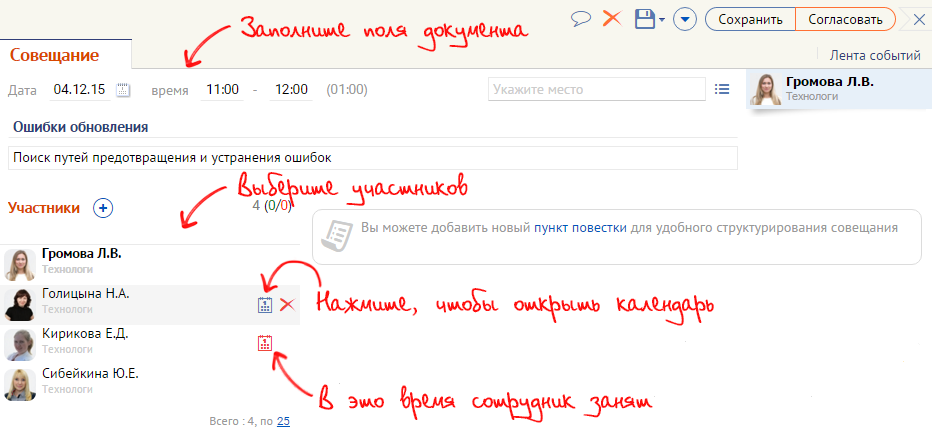 Заполните поля документа
Сохранить
Согласовать
Совещание
Лента событий
Дата 04.12.15 время 11:00 - 12:00 (01:00)
Укажите место
Громова Л.В.
Технологи
Ошибки обновления
Поиск путей предотвращения и устранения ошибок
Выберите участников
Участники
4 (0/0)
Вы можете добавить новый пункт повестки для удобного структурирования совещания
Громова Л.В.
Технологи
Голицына Н.А.
Технологи
Нажмите, чтобы открыть календарь
Кирикова Е.Д.
Технологи
Сибейкина Ю.Е.
Технологи
В это время сотрудник занят
Всего : 4, по 25